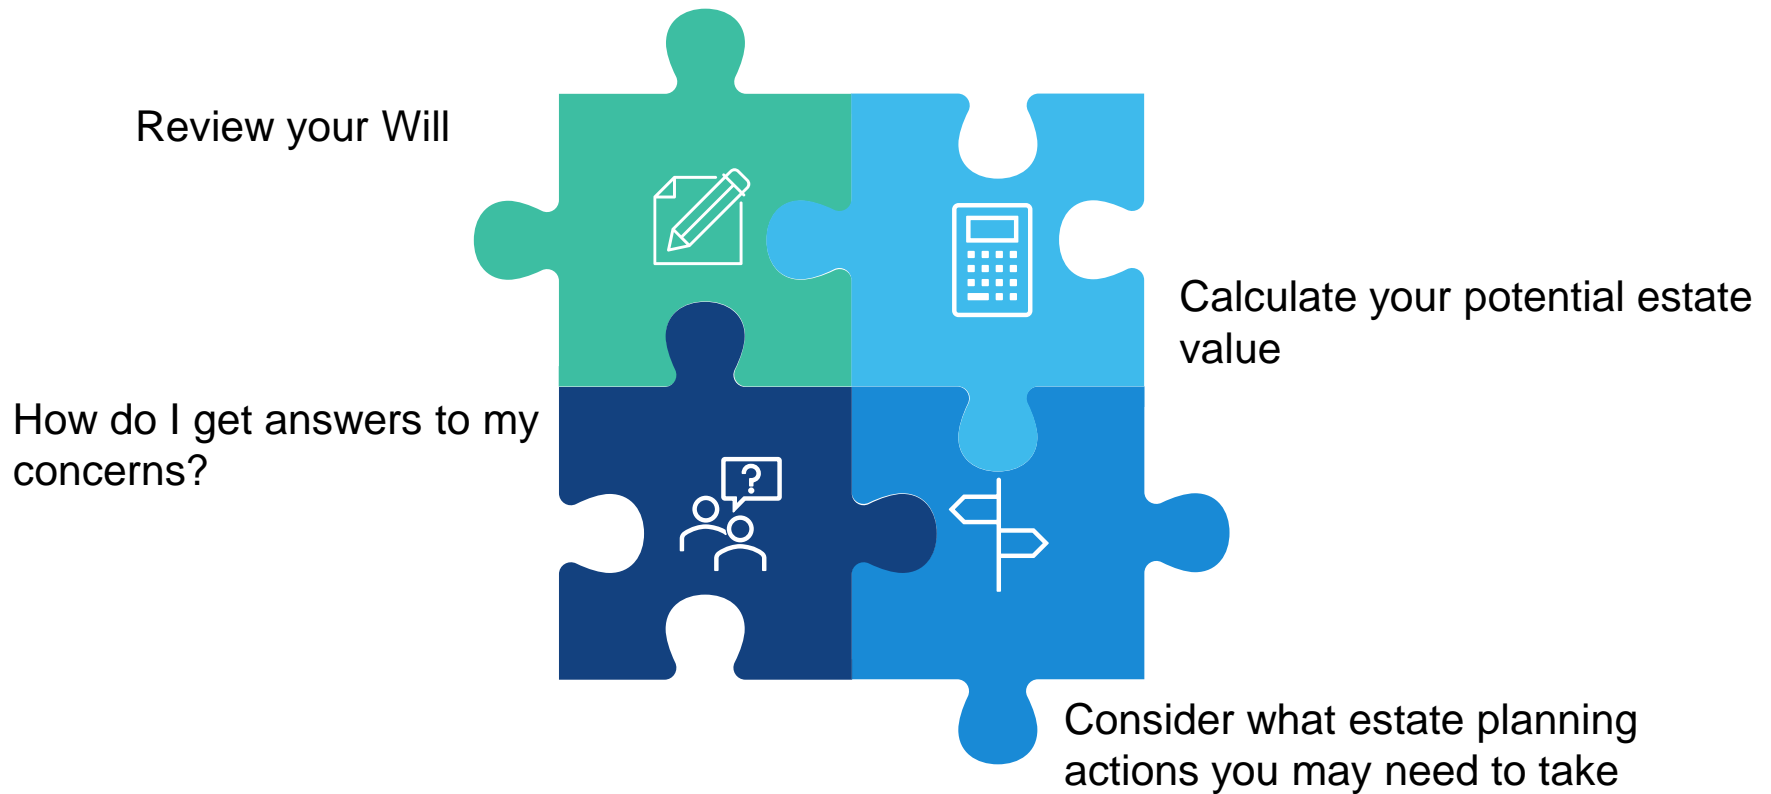 Review your Will
Calculate your potential estate
value
How do I get answers to my
concerns?
?
Consider what estate planning
actions you may need to take